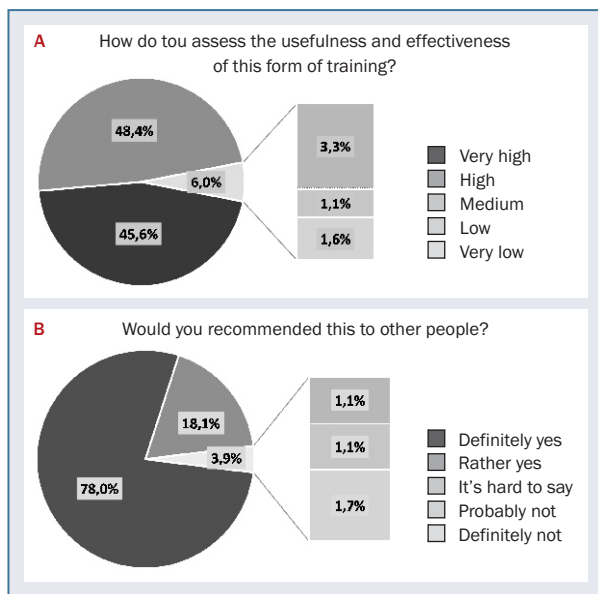 A
How do tou assess the usefulness and effectiveness
of this form of training?
48,4%
6,0%
45,6%
3,3%
1,1%
1,6%
Very high
High
Medium
Low
Very low
B
Would you recommended this to other people?
18,1%
3,9%
78,0%
1,1%
1,1%
1,7%
Definitely yes
Rather yes
It's hard to say
Probably not
Definitely not